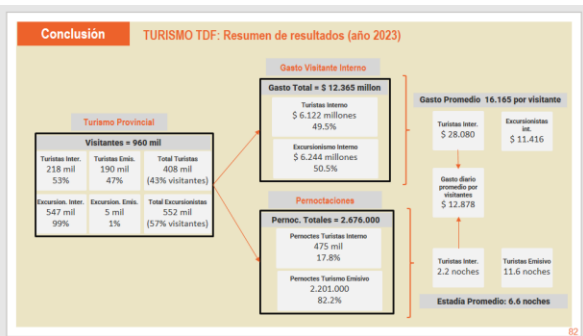 Conclusión
TURISMO TDF: Resumen de resultados (año 2023)
Turismo Provincial
Visitantes = 960 mil
Turistas Inter.
218 mil
53%
Turistas Emis.
190 mil
47%
Total Turistas
408 mil
(43% visitantes)
Excursion. Inter.
547 mil
99%
Excursion. Emis.
5 mil
1%
Total Excursionistas
552 mil
(57% visitantes)
Gasto Visitante Interno
Gasto Total = $ 12.365 millon
Turistas Interno
$ 6.122 millones
49.5%
Excursionismo Interno
$ 6.244 millones
50.5%
Pernoctaciones
Pernoc. Totales = 2.676.000
Pernoctes Turistas Interno
475 mil
17.8%
Pernoctes Turismo Emisivo
2.201.000
82.2%
Gasto Promedio 16.165 por visitante
Turistas Inter.
$ 28.080
Excursionistas
int.
$ 11.416
Gasto diario
promedio por
visitantes
$ 12.878
Turistas Inter.
2.2 noches
Turistas Emisivo
11.6 noches
Estadía Promedio: 6.6 noches
82